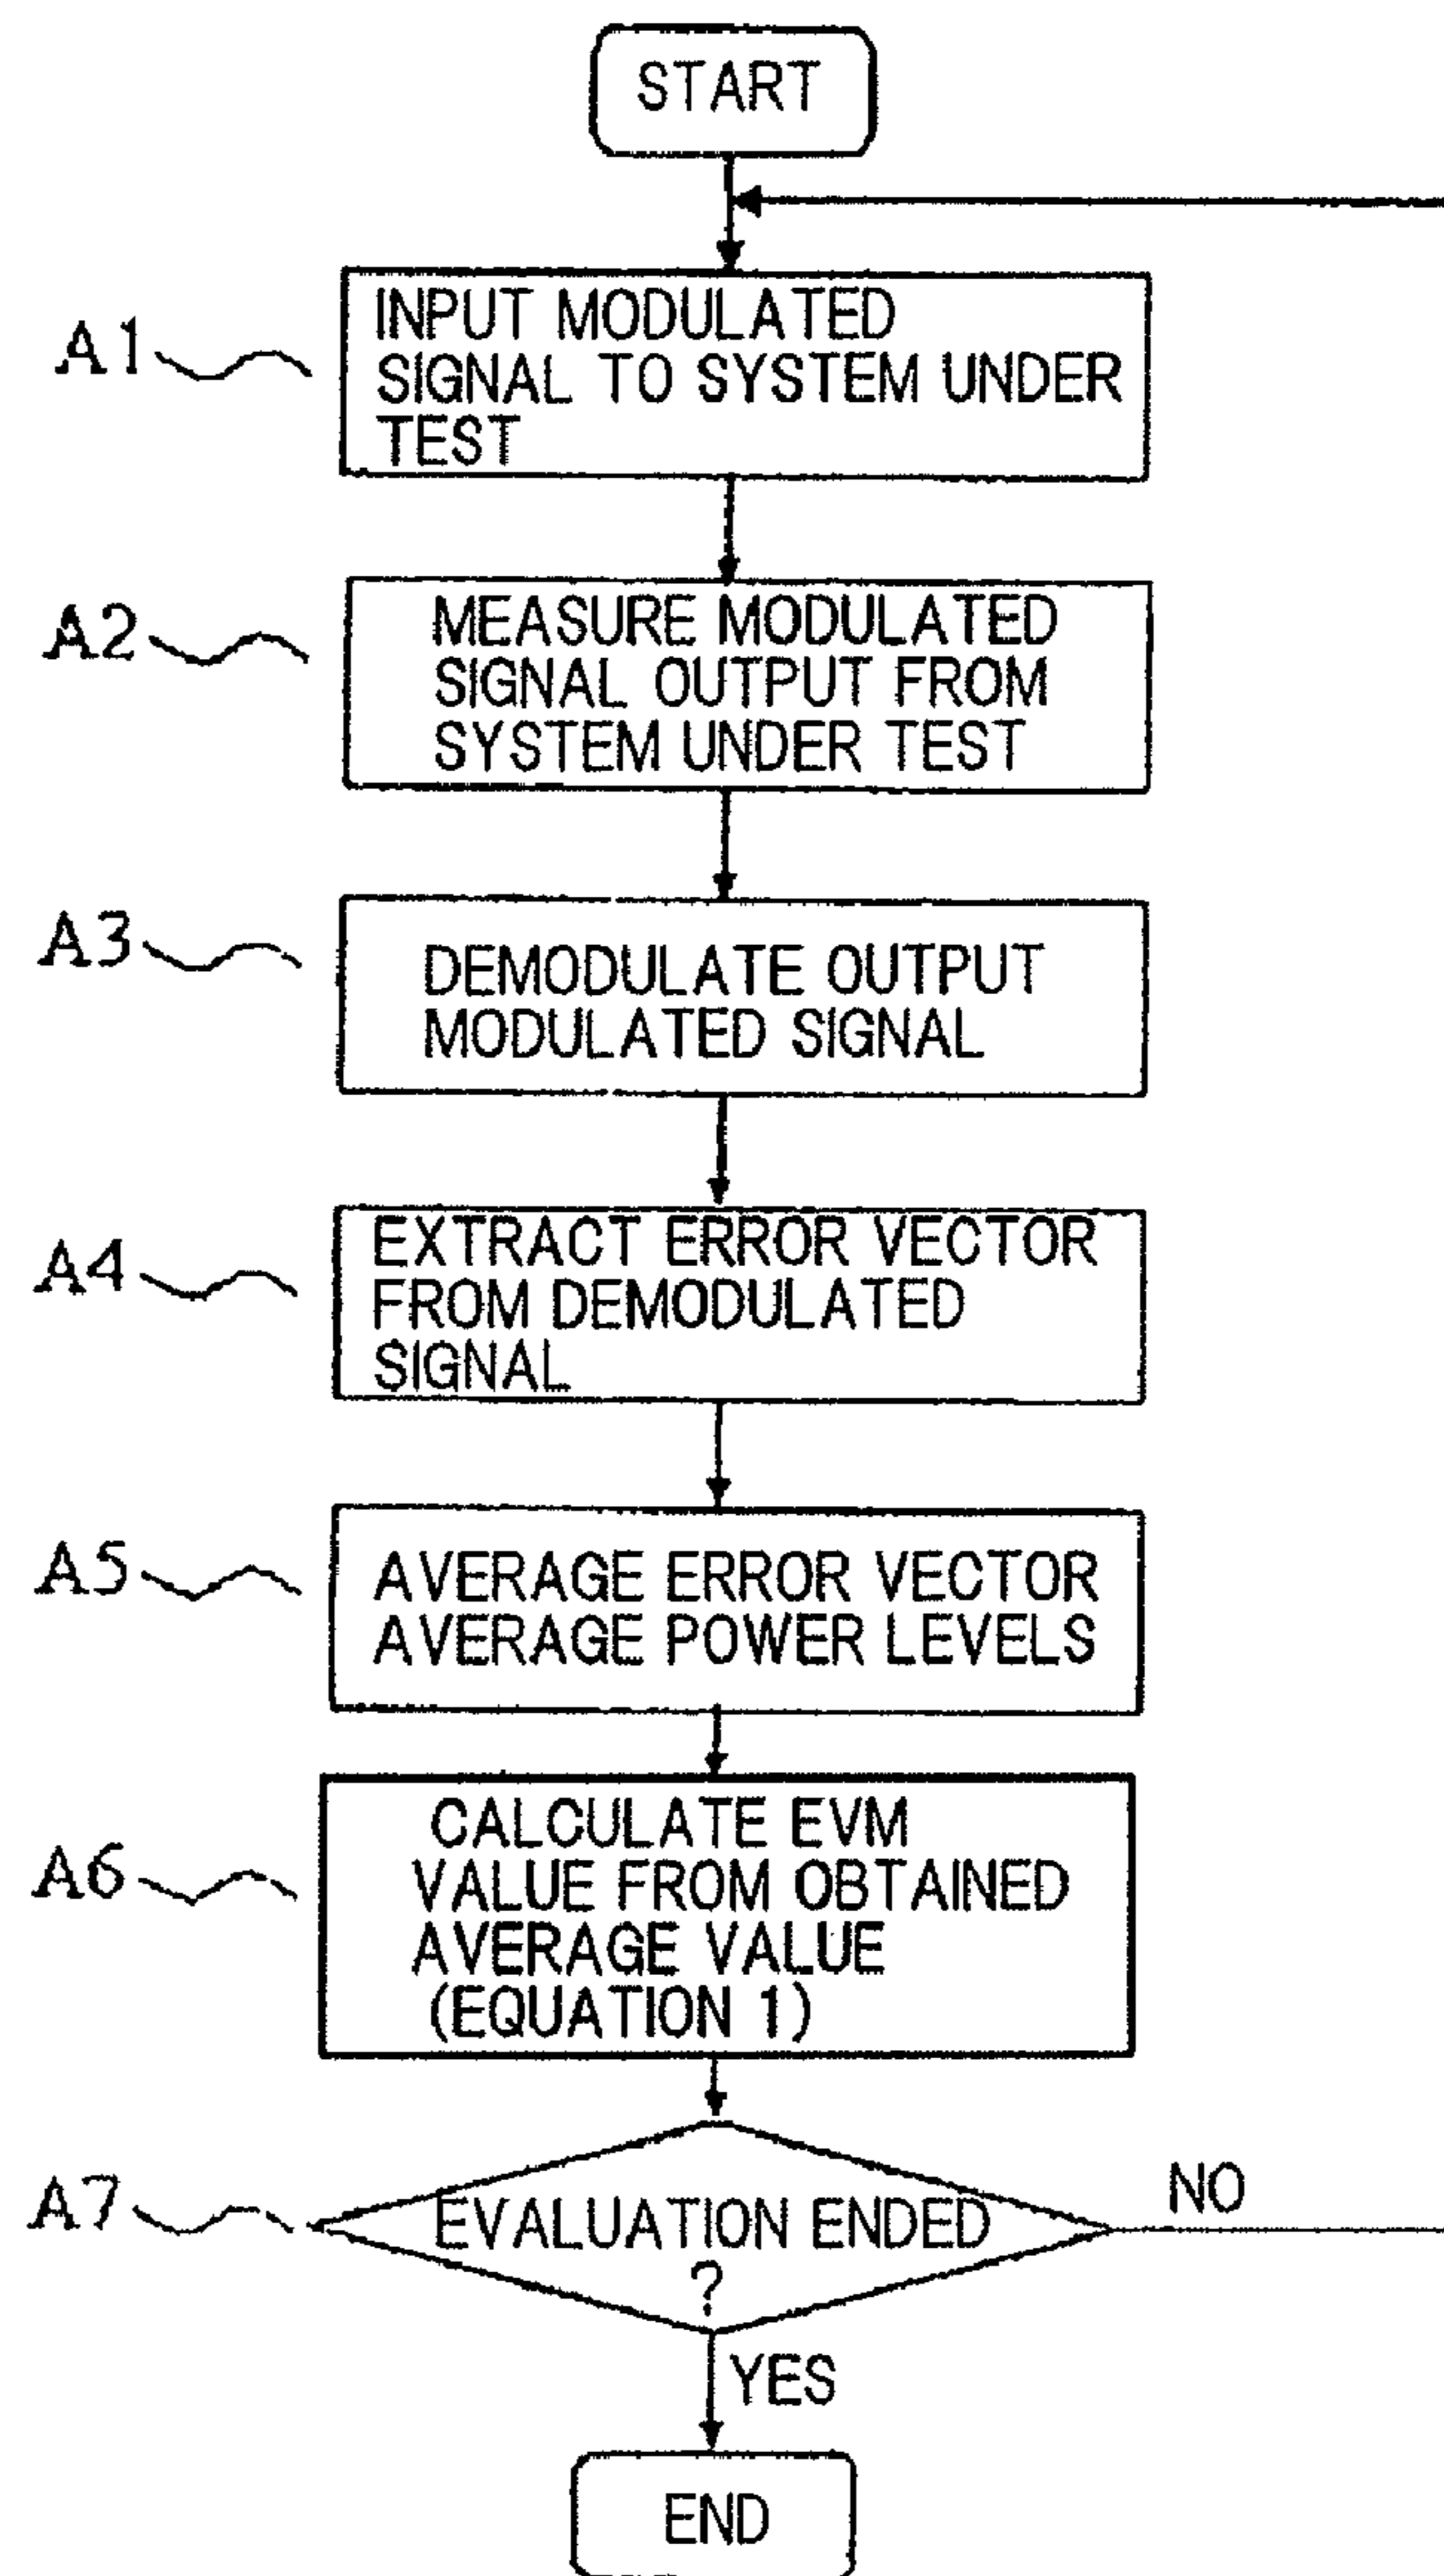 START
A1
INPUT MODULATED
SIGNAL TO SYSTEM UNDER
TEST
A2
MEASURE MODULATED
SIGNAL OUTPUT FROM
SYSTEM UNDER TEST
A3
DEMODULATE OUTPUT
MODULATED SIGNAL
A4
EXTRACT ERROR VECTOR
FROM DEMODULATED
SIGNAL
A5
AVERAGE ERROR VECTOR
AVERAGE POWER LEVELS
A6
CALCULATE EVM
VALUE FROM OBTAINED
AVERAGE VALUE
(EQUATION 1)
A7
EVALUATION ENDED
?
NO
YES
END